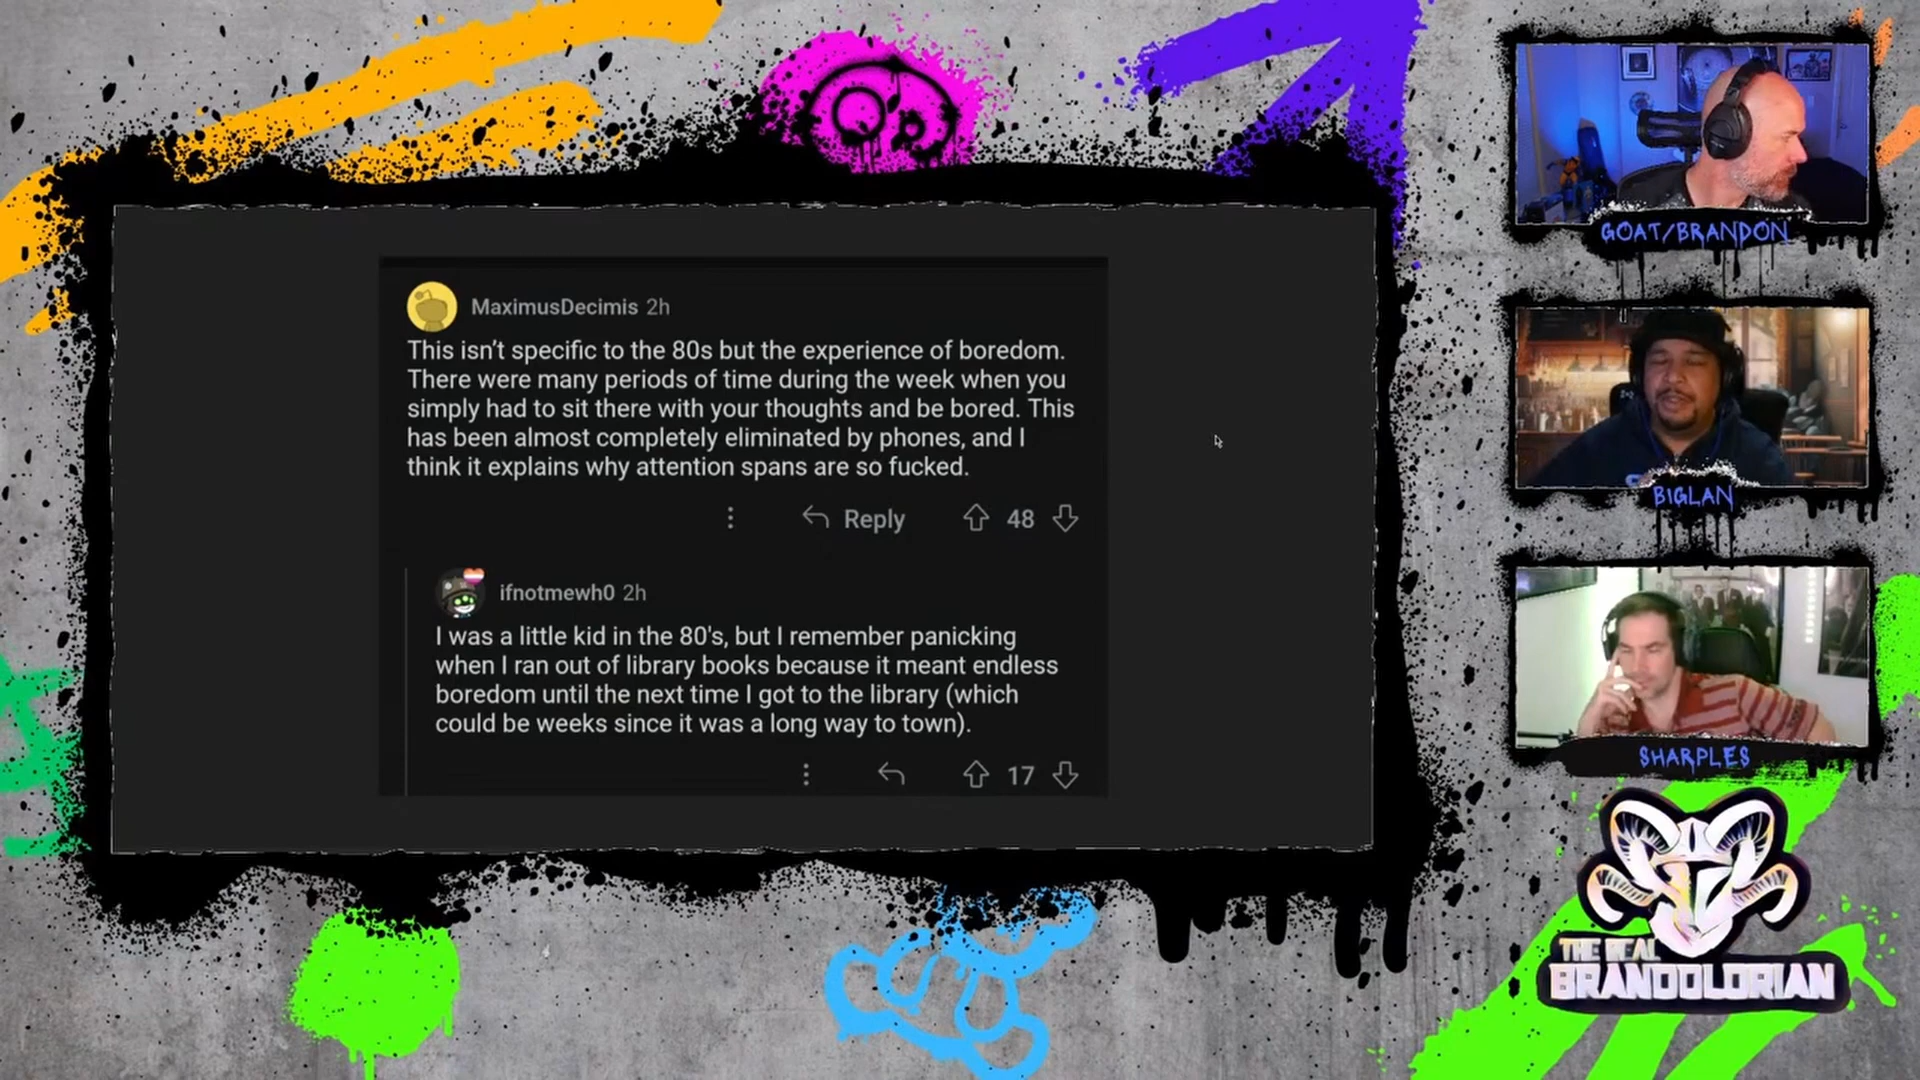 MaximusDecimis 2h
This isn’t specific to the 80s but the experience of boredom.
There were many periods of time during the week when you
simply had to sit there with your thoughts and be bored. This
has been almost completely eliminated by phones, and I
think it explains why attention spans are so fucked.
Reply 48
ifnotmewh0 2h
I was a little kid in the 80's, but I remember panicking
when I ran out of library books because it meant endless
boredom until the next time I got to the library (which
could be weeks since it was a long way to town).
17
GOAT/BRANDON
BIGLAN
SHARPLES
THE REAL
BRANDOLORIAN